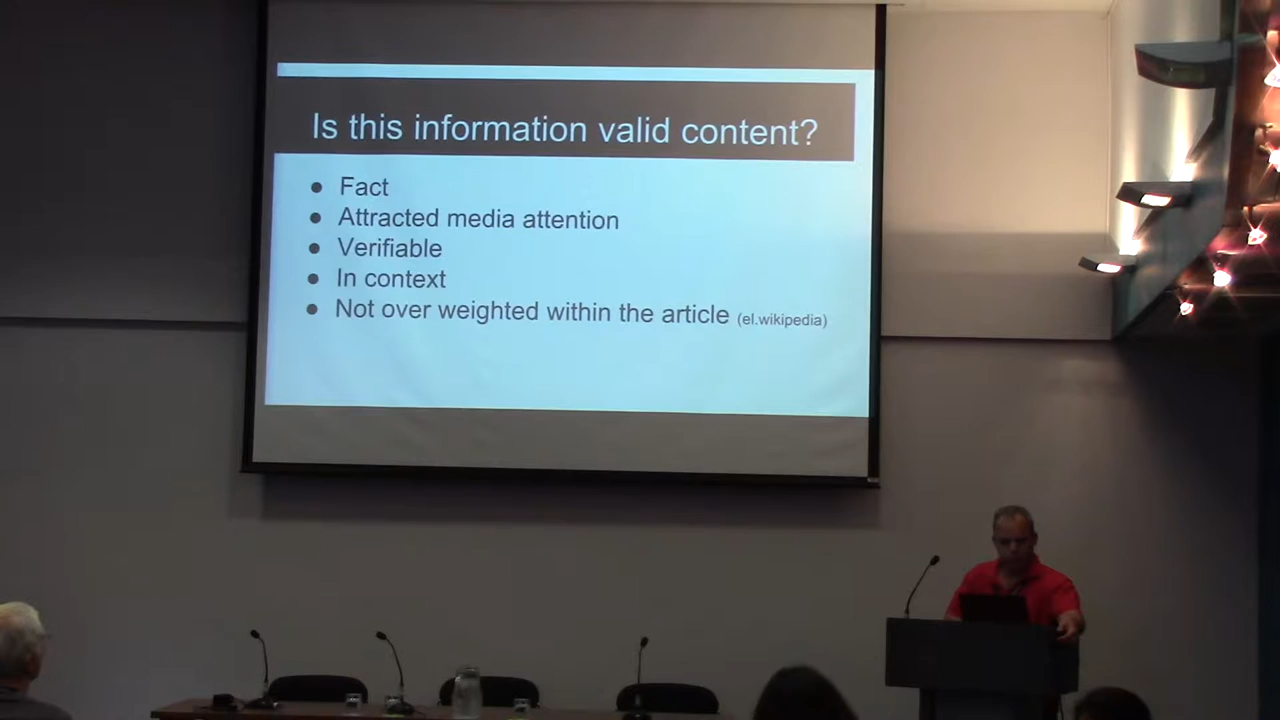 Is this information valid content?
● Fact
● Attracted media attention
● Verifiable
● In context
● Not over weighted within the article (el.wikipedia)